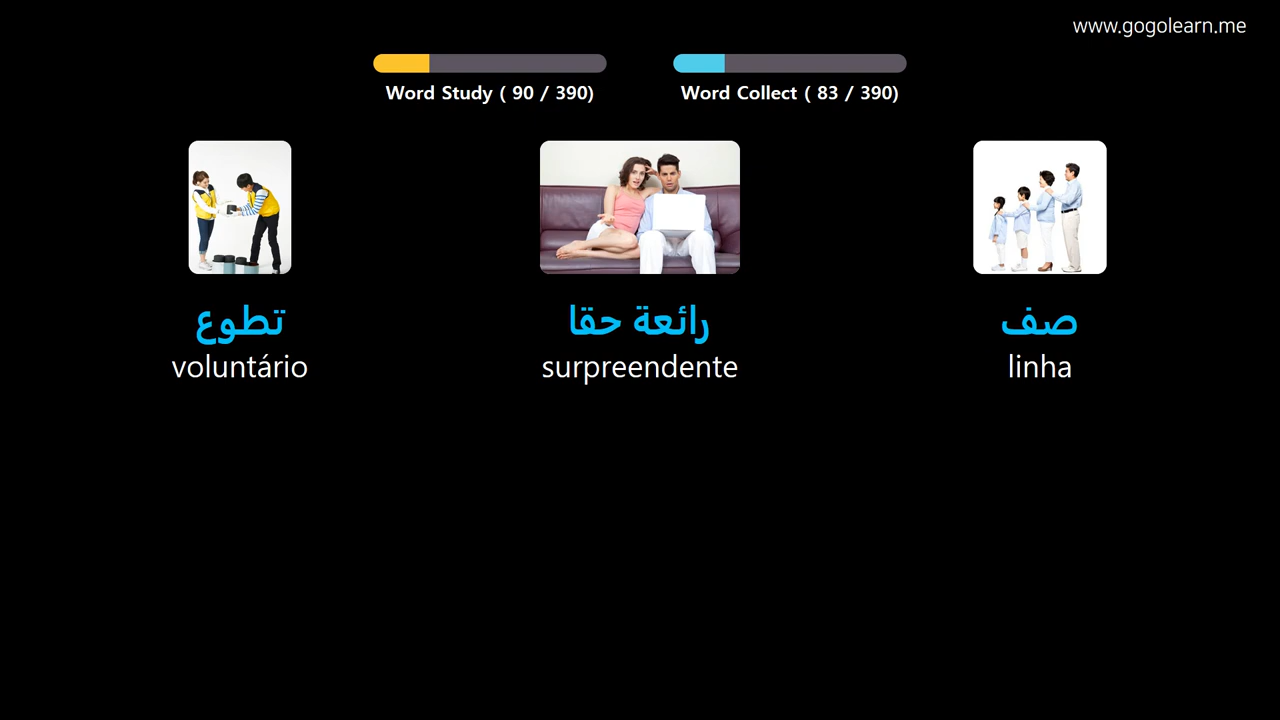 www.gogolearn.me
Word Study ( 90 / 390)
Word Collect ( 83 / 390)
تطوع
رائعة حقا
صف
voluntário
surpreendente
linha